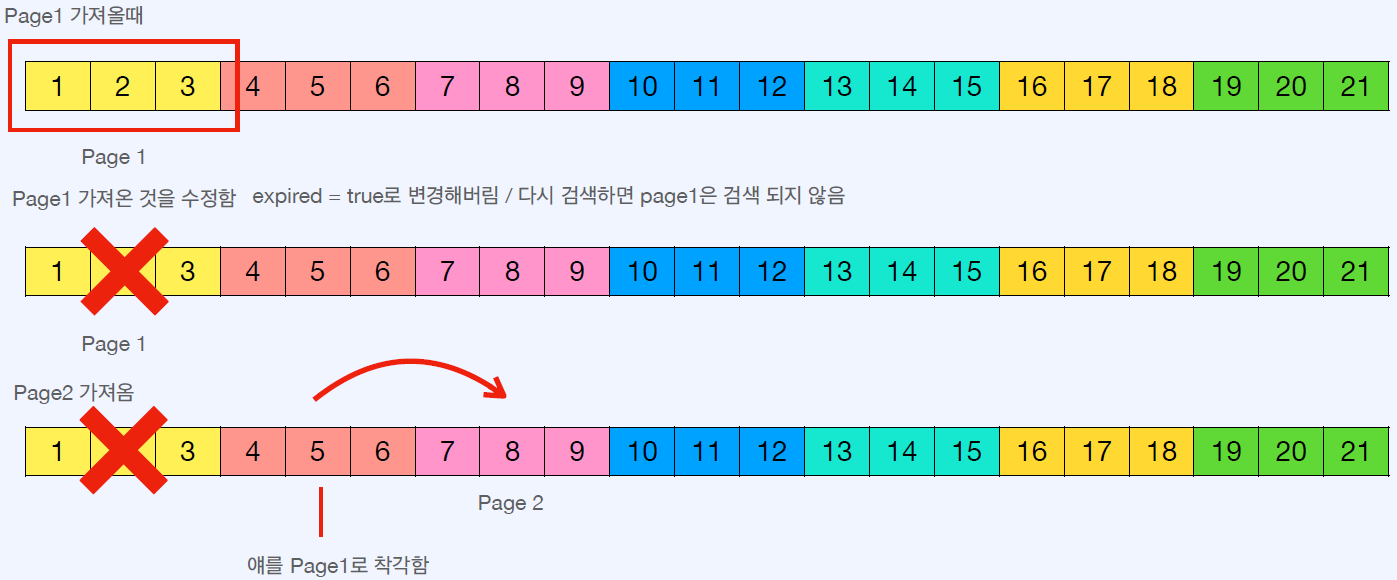 Page1 가져올때
1 2 3 4 5 6 7 8 9 10 11 12 13 14 15 16 17 18 19 20 21
Page 1
Page1 가져온 것을 수정함 expired = true로 변경해버림 / 다시 검색하면 page1은 검색 되지 않음
1 3 4 5 6 7 8 9 10 11 12 13 14 15 16 17 18 19 20 21
Page 1
Page2 가져옴
1 3 4 5 6 7 8 9 10 11 12 13 14 15 16 17 18 19 20 21
Page 2
얘를 Page1로 착각함